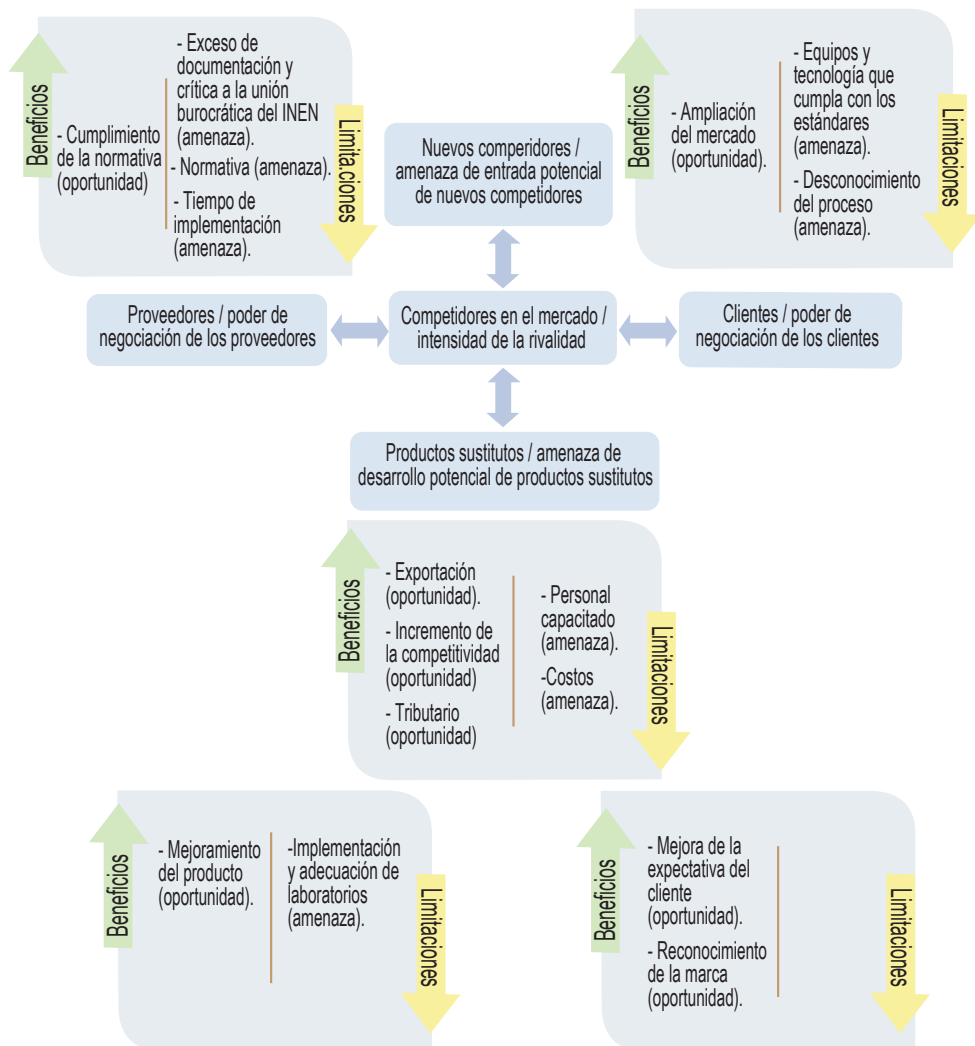 Beneficios
- Cumplimiento
de la normativa
(oportunidad)
- Exceso de
documentación y
crítica a la unión
burocrática del INEN
(amenaza).
- Normativa (amenaza).
- Tiempo de
implementación
(amenaza).
Limitaciones
Nuevos comperidores /
amenaza de entrada potencial
de nuevos competidores
Beneficios
- Ampliación
del mercado
(oportunidad).
- Equipos y
tecnología que
cumpla con los
estándares
(amenaza).
- Desconocimiento
del proceso
(amenaza).
Limitaciones
Proveedores / poder de
negociación de los proveedores
Competidores en el mercado /
intensidad de la rivalidad
Clientes / poder de
negociación de los clientes
Productos sustitutos / amenaza de
desarrollo potencial de productos sustitutos
Beneficios
- Exportación
(oportunidad).
- Incremento de
la competitividad
(oportunidad)
- Tributario
(oportunidad)
- Personal
capacitado
(amenaza).
-Costos
(amenaza).
Limitaciones
Beneficios
- Mejoramiento
del producto
(oportunidad).
-Implementación
y adecuación de
laboratorios
(amenaza).
Limitaciones
Beneficios
- Mejora de la
expectativa del
cliente
(oportunidad).
- Reconocimiento
de la marca
(oportunidad).
Limitaciones